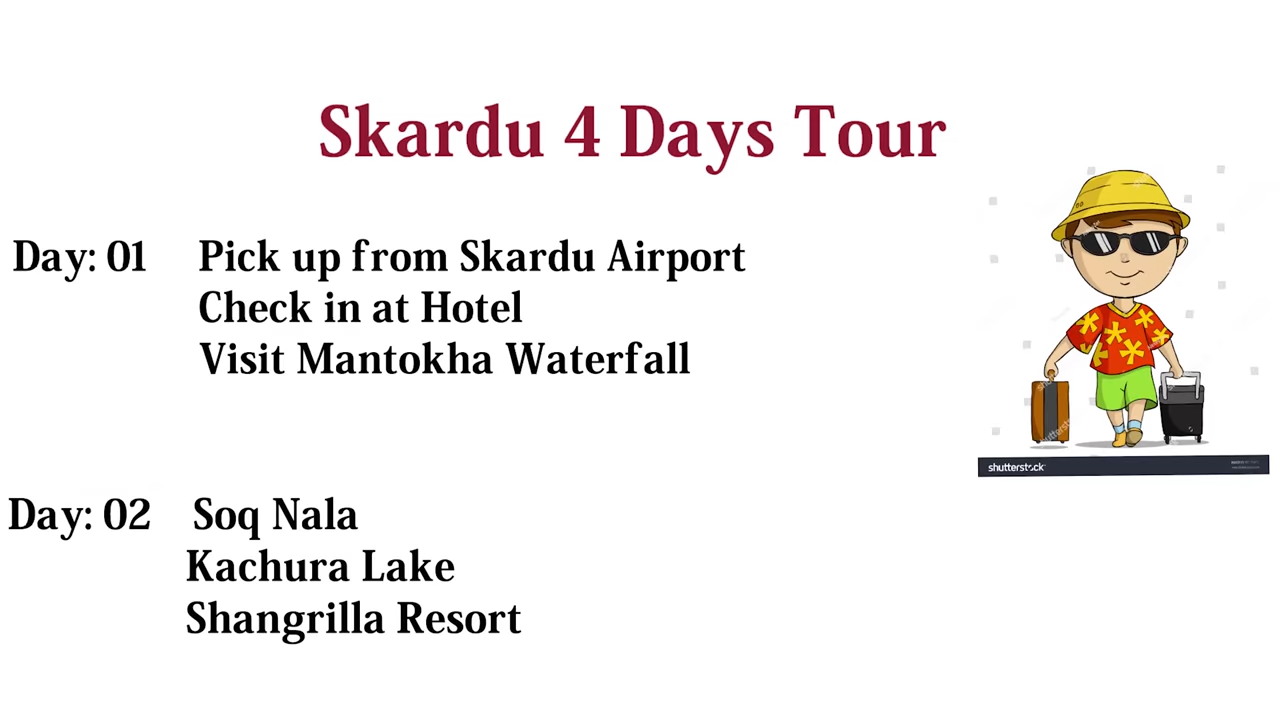 Skardu 4 Days Tour
Day: 01 Pick up from Skardu Airport
Check in at Hotel
Visit Mantokha Waterfall
Day: 02 Soq Nala
Kachura Lake
Shangrilla Resort
shutterstock